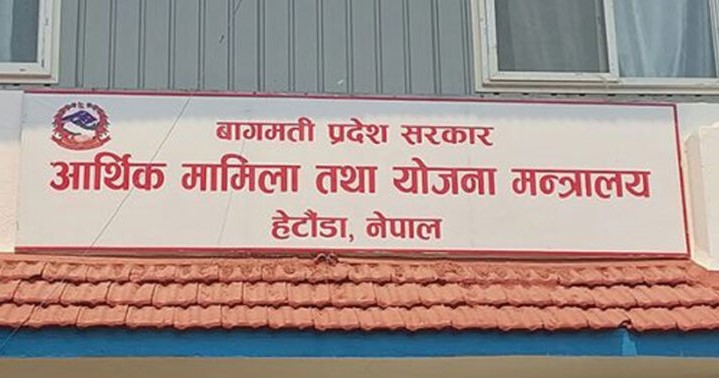 बागमती प्रदेश सरकार
आर्थिक मामिला तथा योजना मन्त्रालय
हेटौंडा, नेपाल